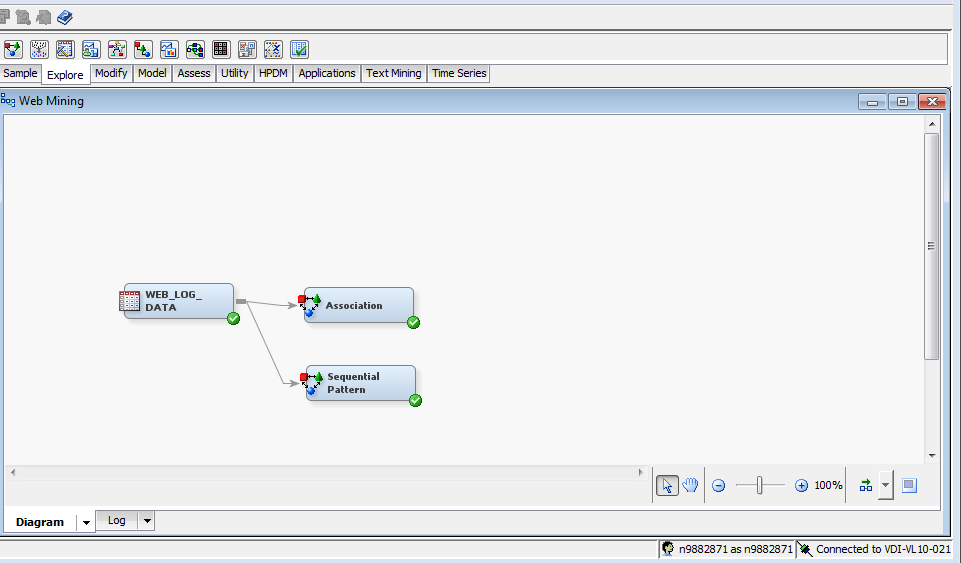 Sample Explore Modify Model Assess Utility HPDM Applications Text Mining Time Series
Web Mining
WEB_LOG_
DATA
Association
Sequential
Pattern
100%
Diagram Log
n9882871 as n9882871 Connected to VDI-VL10-021